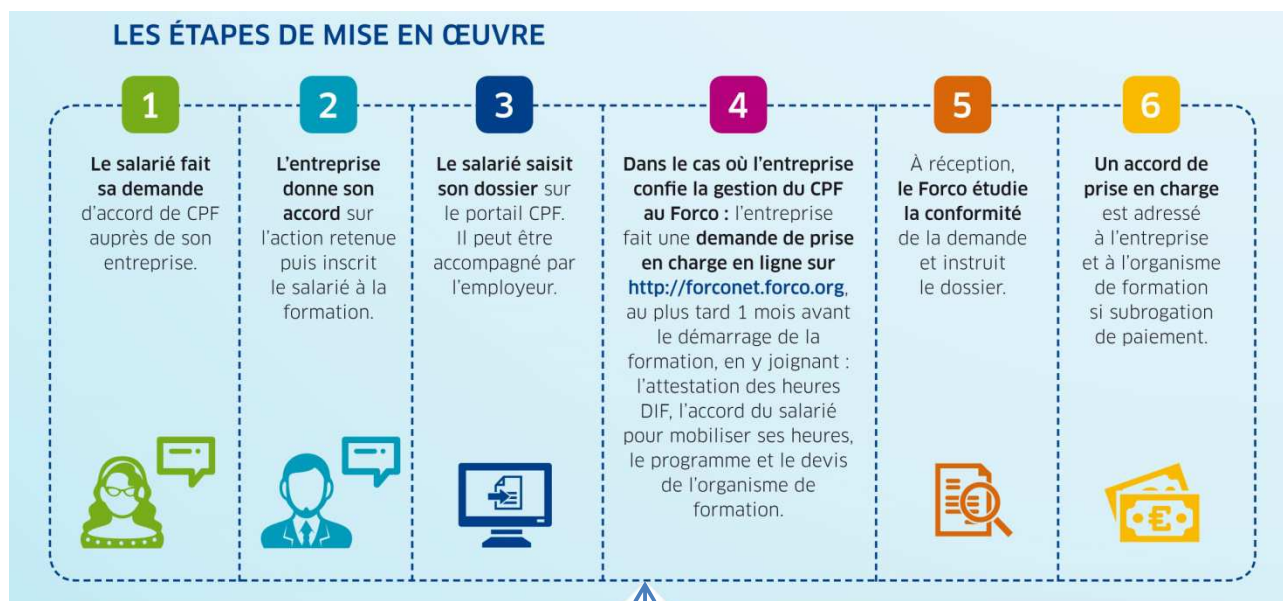 LES ÉTAPES DE MISE EN ŒUVRE
1
Le salarié fait
sa demande
d'accord de CPF
auprès de son
entreprise.
2
L'entreprise
donne son
accord sur
l'action retenue
puis inscrit
le salarié à la
formation.
3
Le salarié saisit
son dossier sur
le portail CPF.
Il peut être
accompagné par
l'employeur.
4
Dans le cas où l'entreprise
confie la gestion du CPF
au Forco : l'entreprise
fait une demande de prise
en charge en ligne sur
http://forconet.forco.org,
au plus tard 1 mois avant
le démarrage de la
formation, en y joignant :
l'attestation des heures
DIF, l'accord du salarié
pour mobiliser ses heures,
le programme et le devis
de l'organisme de
formation.
5
À réception,
le Forco étudie
la conformité
de la demande
et instruit
le dossier.
6
Un accord de
prise en charge
est adressé
à l'entreprise
et à l'organisme
de formation
si subrogation
de paiement.